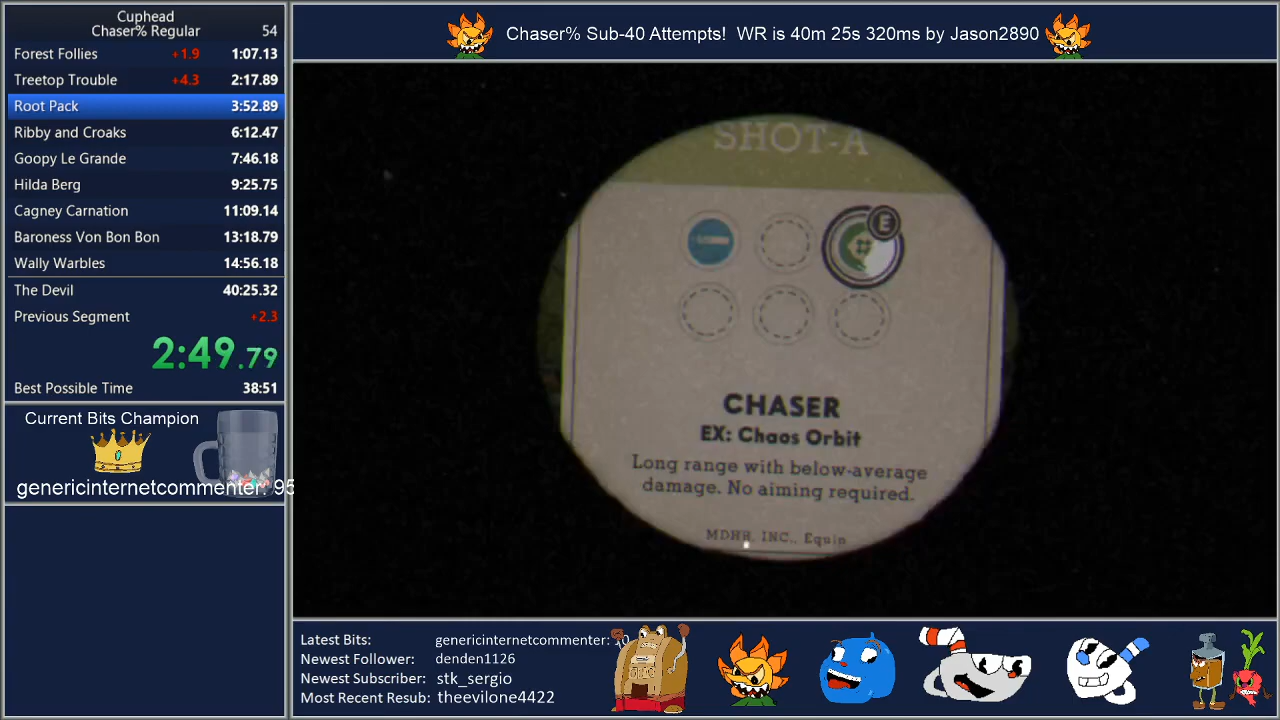 Cuphead
Chaser% Regular 54
Forest Follies +1.9 1:07.13
Treetop Trouble +4.3 2:17.89
Root Pack 3:52.89
Ribby and Croaks 6:12.47
Goopy Le Grande 7:46.18
Hilda Berg 9:25.75
Cagney Carnation 11:09.14
Baroness Von Bon Bon 13:18.79
Wally Warbles 14:56.18
The Devil 40:25.32
Previous Segment +2.3
2:49.79
Best Possible Time 38:51
Current Bits Champion
genericinternetcommenter: 95
Chaser% Sub-40 Attempts! WR is 40m 25s 320ms by Jason2890
SHOT-A
E
CHASER
EX: Chaos Orbit
Long range with below-average
damage. No aiming required.
MDHR, INC., Equip
Latest Bits: genericinternetcommenter:
Newest Follower: denden1126
Newest Subscriber: stk_sergio
Most Recent Resub: theevilone4422